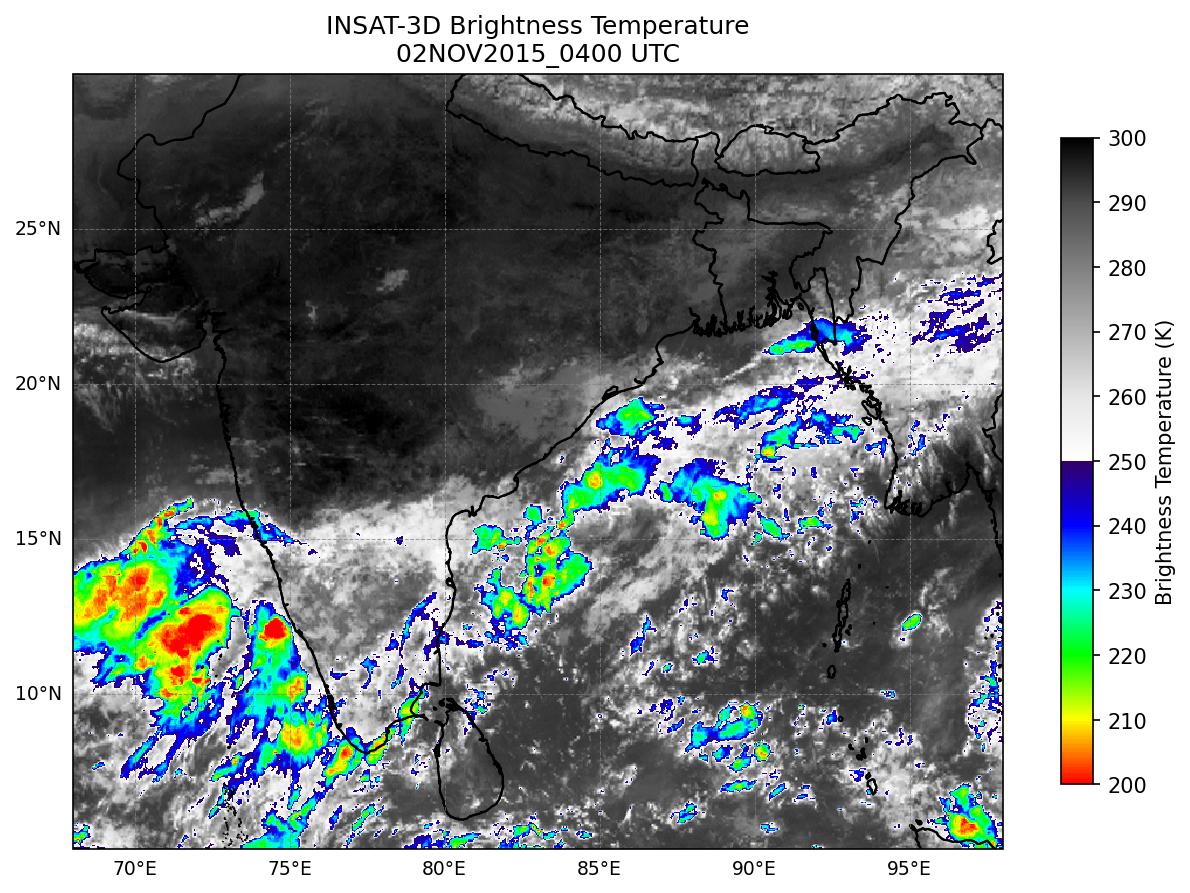 INSAT-3D Brightness Temperature
02NOV2015_0400 UTC
25°N
20°N
15°N
10°N
70°E
75°E
80°E
85°E
90°E
95°E
300
290
280
270
260
250
240
230
220
210
200
Brightness Temperature (K)